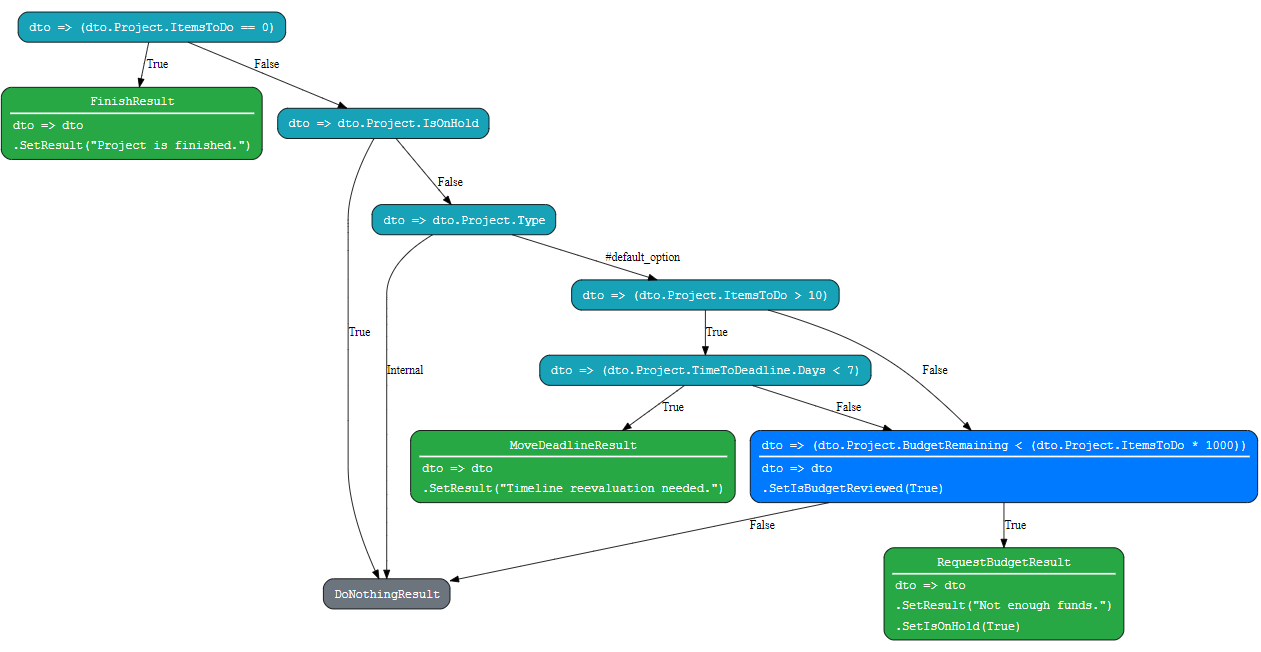 dto => (dto.Project.ItemsToDo == 0)
True
False
FinishResult
dto => dto
.SetResult("Project is finished.")
dto => dto.Project.IsOnHold
False
dto => dto.Project.Type
#default_option
dto => (dto.Project.ItemsToDo > 10)
True
True
Internal
False
dto => (dto.Project.TimeToDeadline.Days < 7)
True
False
MoveDeadlineResult
dto => dto
.SetResult("Timeline reevaluation needed.")
dto => (dto.Project.BudgetRemaining < (dto.Project.ItemsToDo * 1000))
dto => dto
.SetIsBudgetReviewed(True)
False
True
DoNothingResult
RequestBudgetResult
dto => dto
.SetResult("Not enough funds.")
.SetIsOnHold(True)